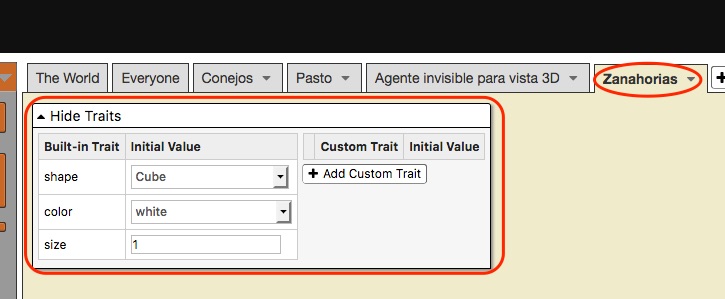 The World Everyone Conejos Pasto Agente invisible para vista 3D Zanahorias
Hide Traits
Built-in Trait Initial Value Custom Trait Initial Value
shape Cube + Add Custom Trait
color white
size 1